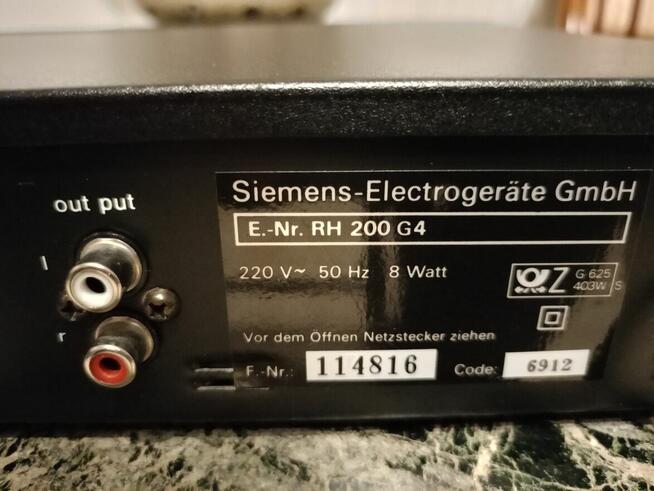 out put
l
r
Siemens-Electrogeräte GmbH
E.-Nr. RH 200 G4
220 V~ 50 Hz 8 Watt
Z G 625
403W S
Vor dem Öffnen Netzstecker ziehen
F.-Nr.: 114816 Code: 6912